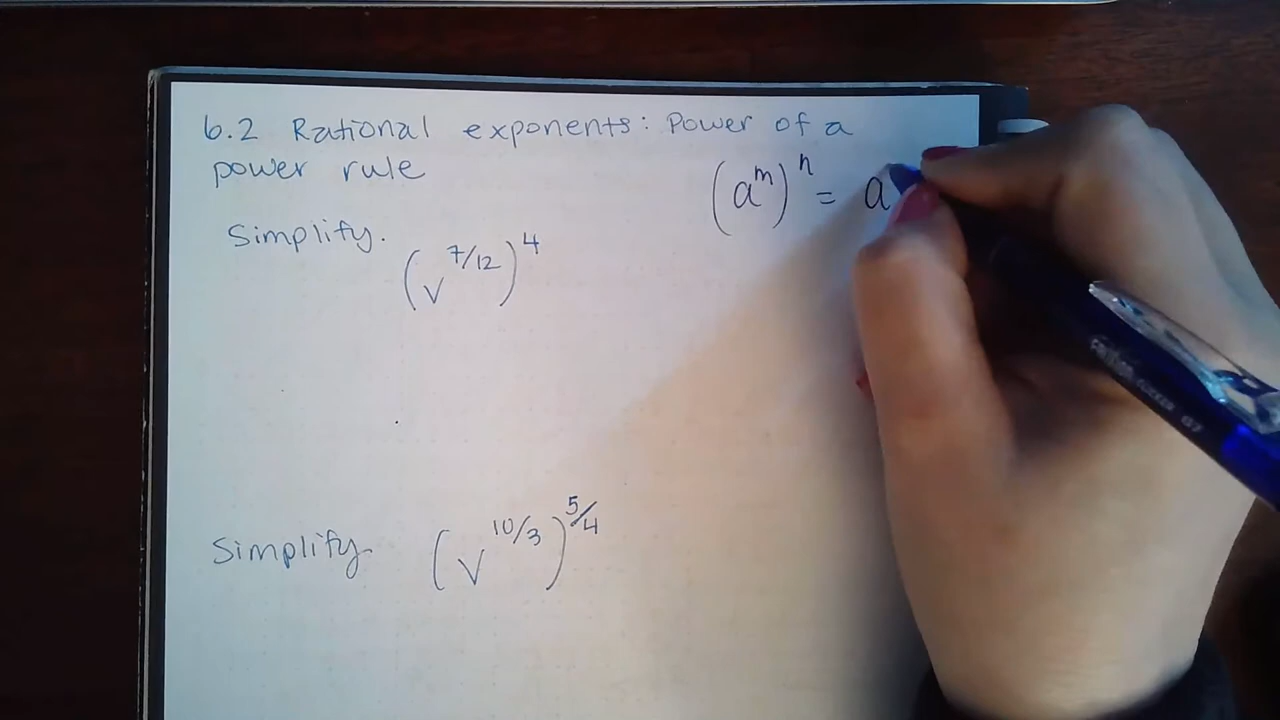 6.2 Rational exponents: Power of a
power rule
(a^m)^n = a
Simplify.
(v^7/12)^4
Simplify (v^10/3)^5/4